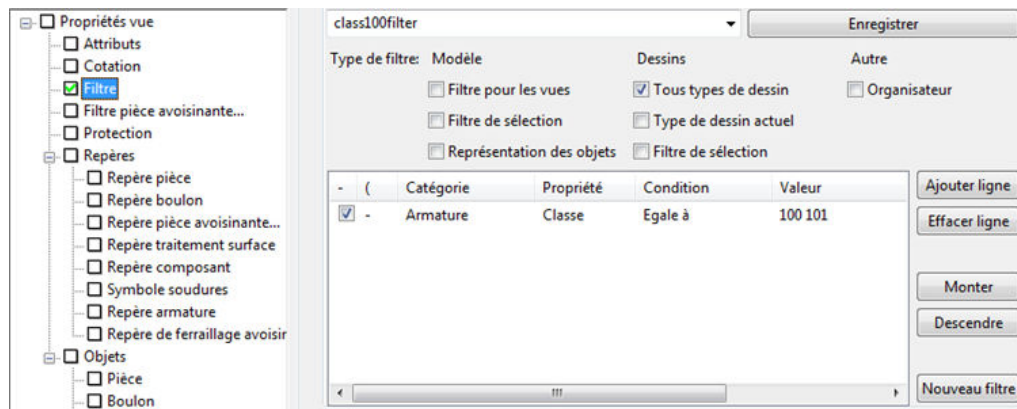 Propriétés vue
Attributs
Cotation
Filtre
Filtre pièce avoisinante...
Protection
Repères
Repère pièce
Repère boulon
Repère pièce avoisinante...
Repère traitement surface
Repère composant
Symbole soudures
Repère armature
Repère de ferraillage avoisir
Objets
Pièce
Boulon
class100filter
Enregistrer
Type de filtre: Modèle Dessins Autre
Filtre pour les vues Tous types de dessin Organisateur
Filtre de sélection Type de dessin actuel
Représentation des objets Filtre de sélection
- ( Catégorie Propriété Condition Valeur
- Armature Classe Egale à 100 101
Ajouter ligne
Effacer ligne
Monter
Descendre
Nouveau filtre